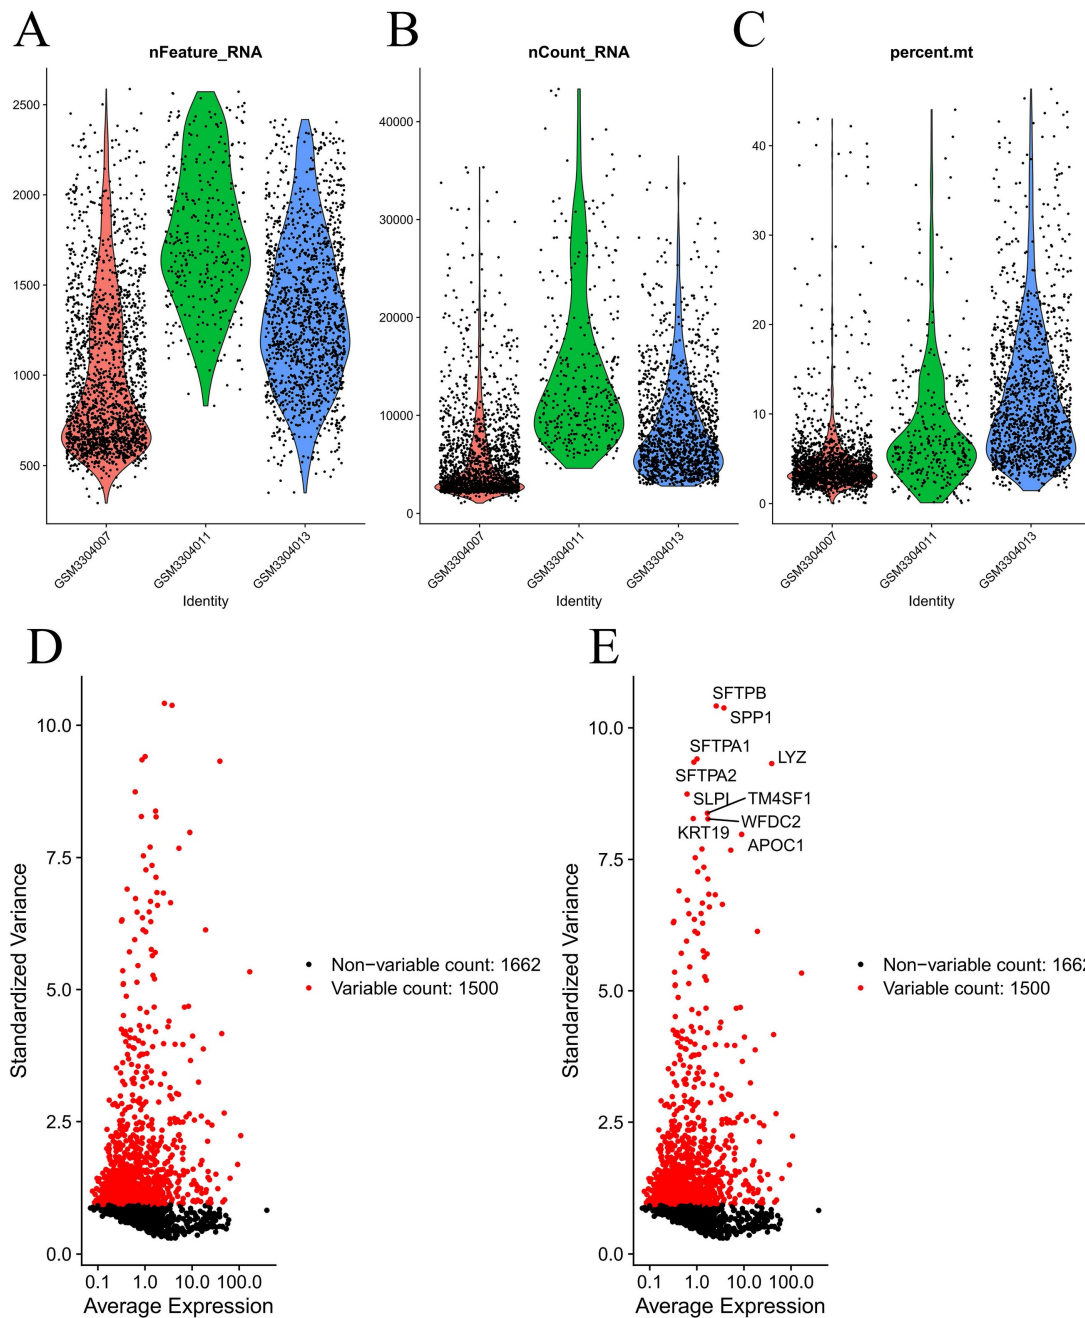 A
B
C
nFeature_RNA
nCount_RNA
percent.mt
2500
2000
1500
1000
500
GSM3304007
GSM3304011
GSM3304013
Identity
40000
30000
20000
10000
0
GSM3304007
GSM3304011
GSM3304013
Identity
40
30
20
10
0
GSM3304007
GSM3304011
GSM3304013
Identity
D
Standardized Variance
10.0
7.5
5.0
2.5
0.0
0.1 1.0 10.0 100.0
Average Expression
Non−variable count: 1662
Variable count: 1500
E
Standardized Variance
10.0
7.5
5.0
2.5
0.0
SFTPB
SPP1
SFTPA1
LYZ
SFTPA2
SLPI
TM4SF1
WFDC2
KRT19
APOC1
0.1 1.0 10.0 100.0
Average Expression
Non−variable count: 1662
Variable count: 1500